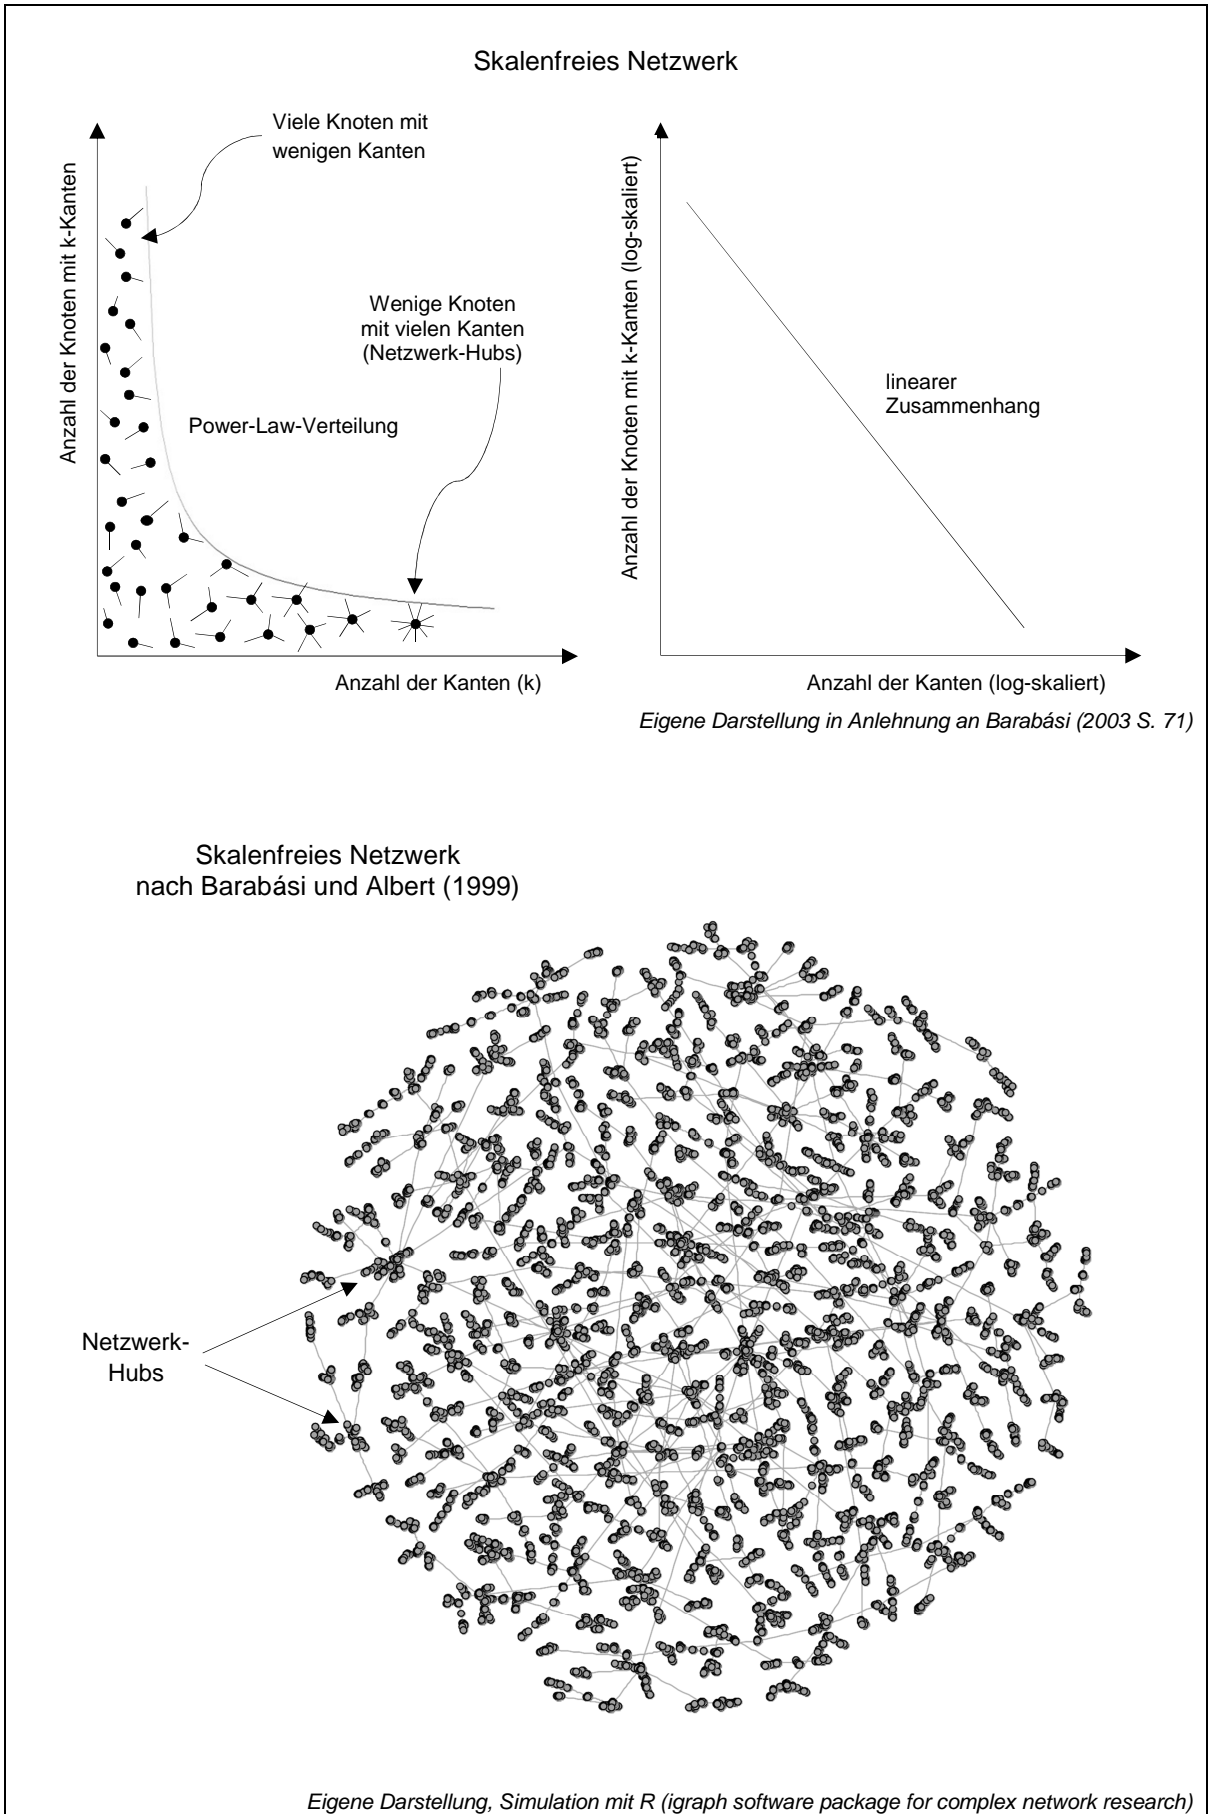 Skalenfreies Netzwerk
Viele Knoten mit
wenigen Kanten
Anzahl der Knoten mit k-Kanten
Wenige Knoten
mit vielen Kanten
(Netzwerk-Hubs)
Power-Law-Verteilung
Anzahl der Kanten (k)
Anzahl der Knoten mit k-Kanten (log-skaliert)
linearer
Zusammenhang
Anzahl der Kanten (log-skaliert)
Eigene Darstellung in Anlehnung an Barabási (2003 S. 71)
Skalenfreies Netzwerk
nach Barabási und Albert (1999)
Netzwerk-
Hubs
Eigene Darstellung, Simulation mit R (igraph software package for complex network research)